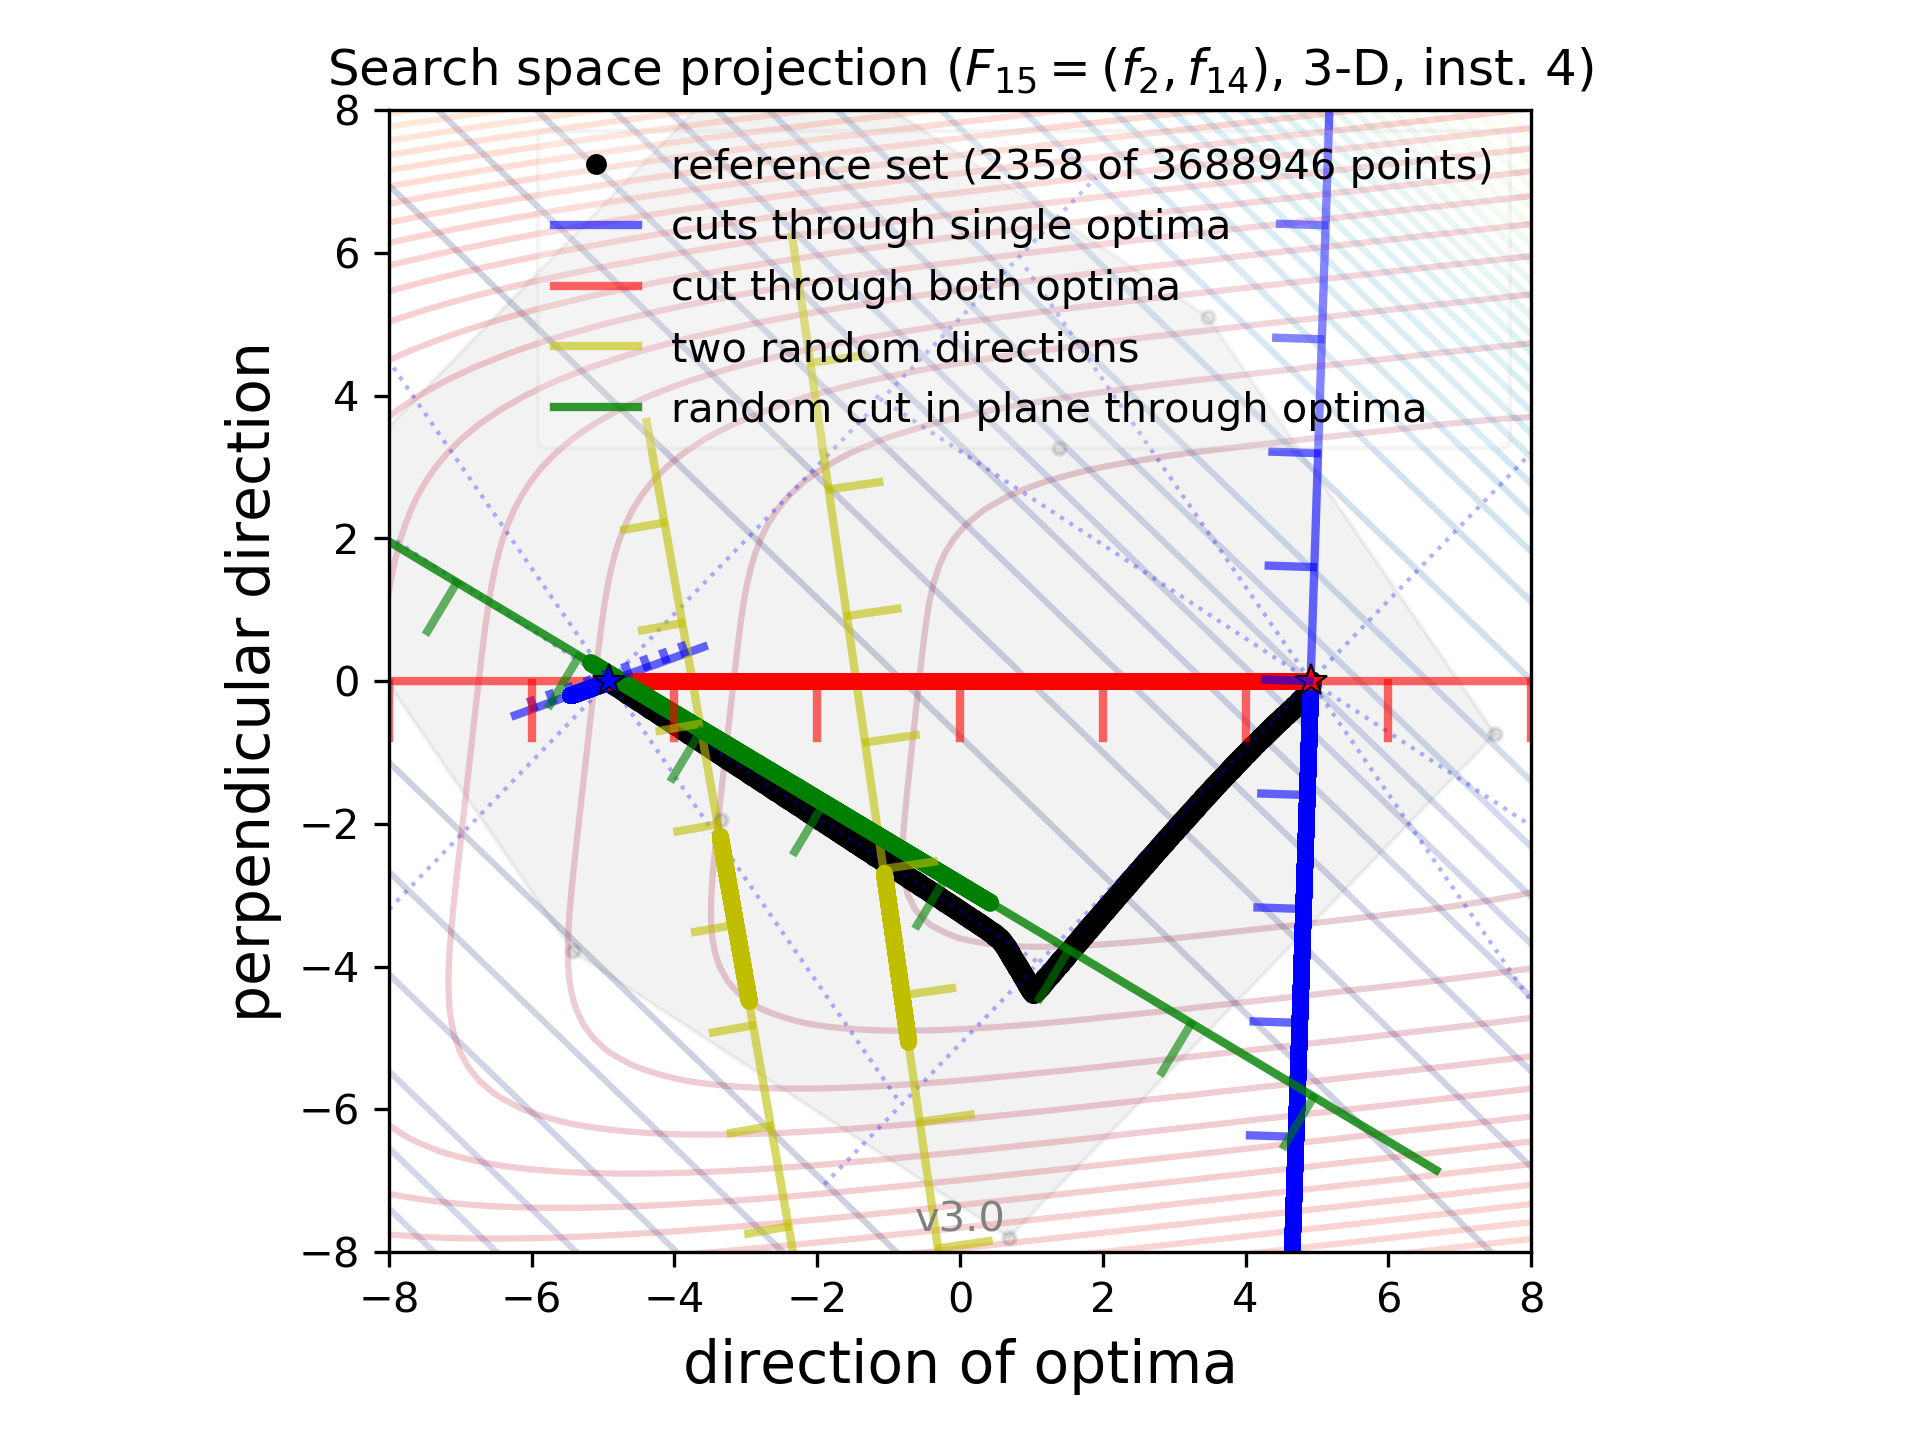 Search space projection (F₁₅ = (f₂, f₁₄), 3-D, inst. 4)
reference set (2358 of 3688946 points)
cuts through single optima
cut through both optima
two random directions
random cut in plane through optima
8
6
4
2
0
−2
−4
−6
−8
perpendicular direction
v3.0
−8 −6 −4 −2 0 2 4 6 8
direction of optima